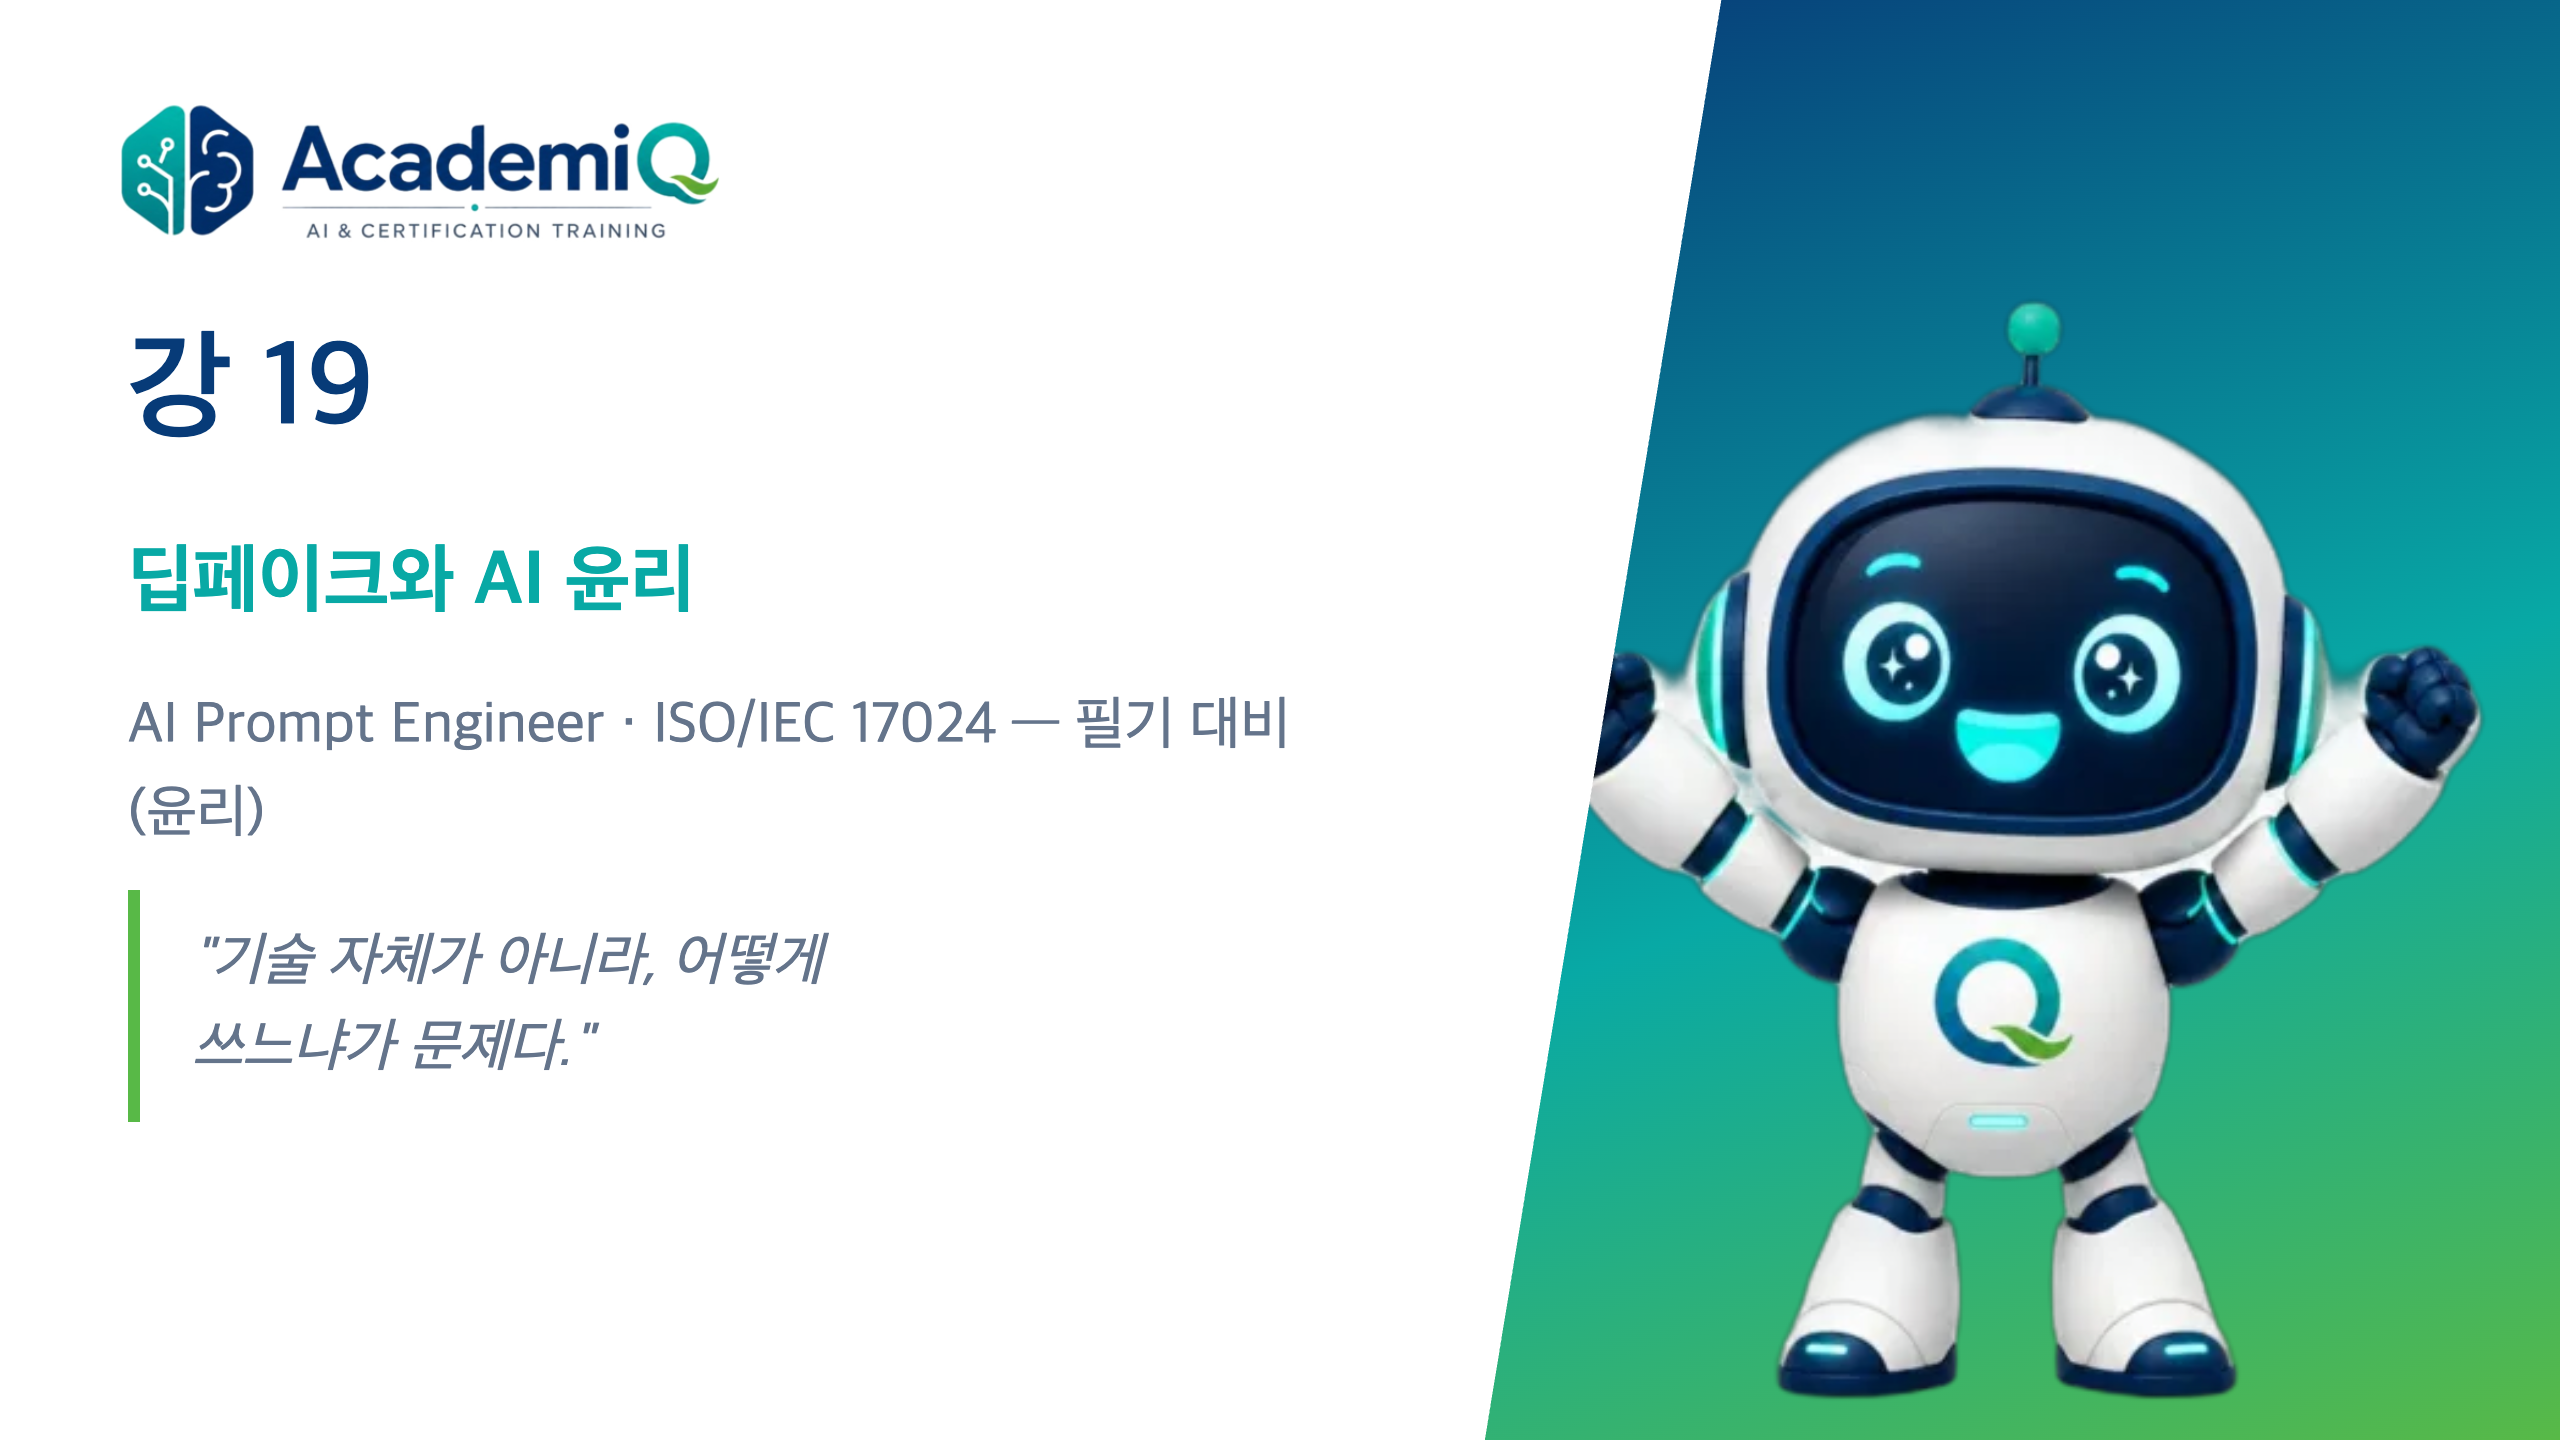 AcademiQ
AI & CERTIFICATION TRAINING
강 19
딥페이크와 AI 윤리
AI Prompt Engineer · ISO/IEC 17024 — 필기 대비
(윤리)
"기술 자체가 아니라, 어떻게
쓰느냐가 문제다."
Q